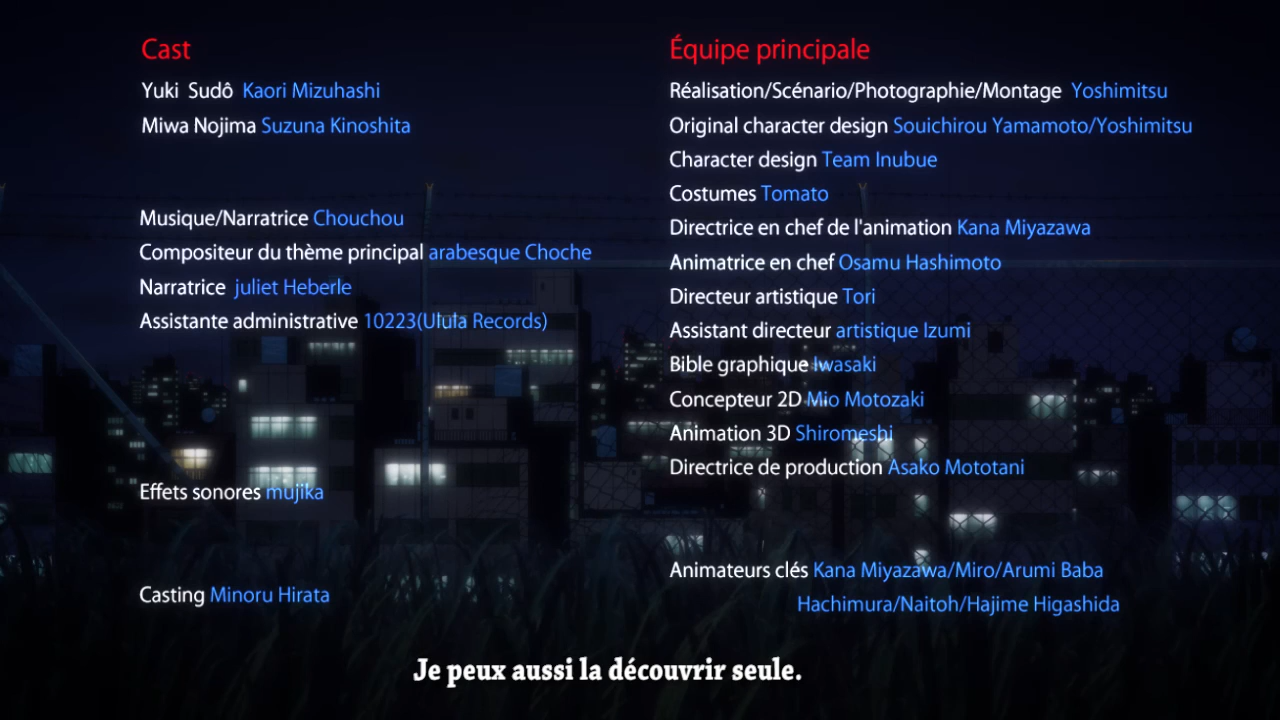 Cast
Yuki Sudô Kaori Mizuhashi
Miwa Nojima Suzuna Kinoshita
Musique/Narratrice Chouchou
Compositeur du thème principal arabesque Choche
Narratrice juliet Heberle
Assistante administrative 10223(Ulula Records)
Effets sonores mujika
Casting Minoru Hirata
Équipe principale
Réalisation/Scénario/Photographie/Montage Yoshimitsu
Original character design Souichirou Yamamoto/Yoshimitsu
Character design Team Inubue
Costumes Tomato
Directrice en chef de l'animation Kana Miyazawa
Animatrice en chef Osamu Hashimoto
Directeur artistique Tori
Assistant directeur artistique Izumi
Bible graphique Iwasaki
Concepteur 2D Mio Motozaki
Animation 3D Shiromeshi
Directrice de production Asako Mototani
Animateurs clés Kana Miyazawa/Miro/Arumi Baba
Hachimura/Naitoh/Hajime Higashida
Je peux aussi la découvrir seule.